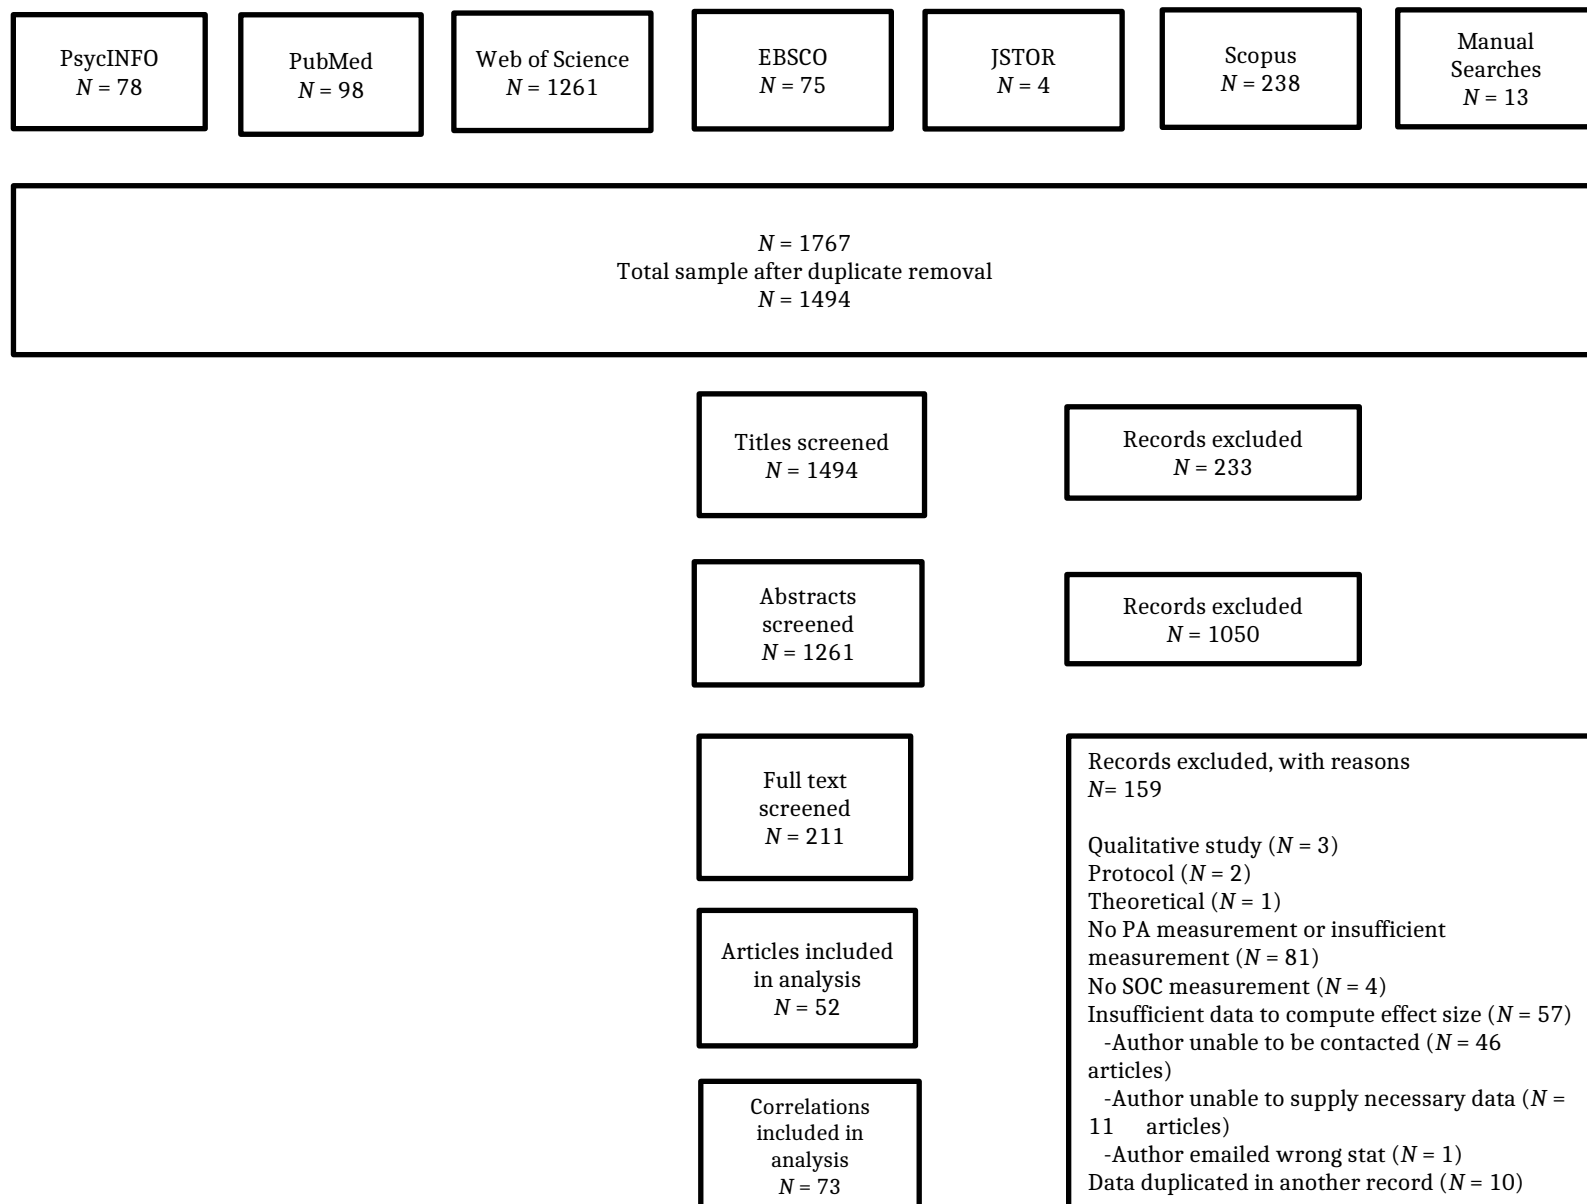 PsycINFO
N = 78
PubMed
N = 98
Web of Science
N = 1261
EBSCO
N = 75
JSTOR
N = 4
Scopus
N = 238
Manual
Searches
N = 13
N = 1767
Total sample after duplicate removal
N = 1494
Titles screened
N = 1494
Records excluded
N = 233
Abstracts
screened
N = 1261
Records excluded
N = 1050
Full text
screened
N = 211
Records excluded, with reasons
N= 159
Qualitative study (N = 3)
Protocol (N = 2)
Theoretical (N = 1)
No PA measurement or insufficient
measurement (N = 81)
No SOC measurement (N = 4)
Insufficient data to compute effect size (N = 57)
-Author unable to be contacted (N = 46
articles)
-Author unable to supply necessary data (N =
11 articles)
-Author emailed wrong stat (N = 1)
Data duplicated in another record (N = 10)
Articles included
in analysis
N = 52
Correlations
included in
analysis
N = 73